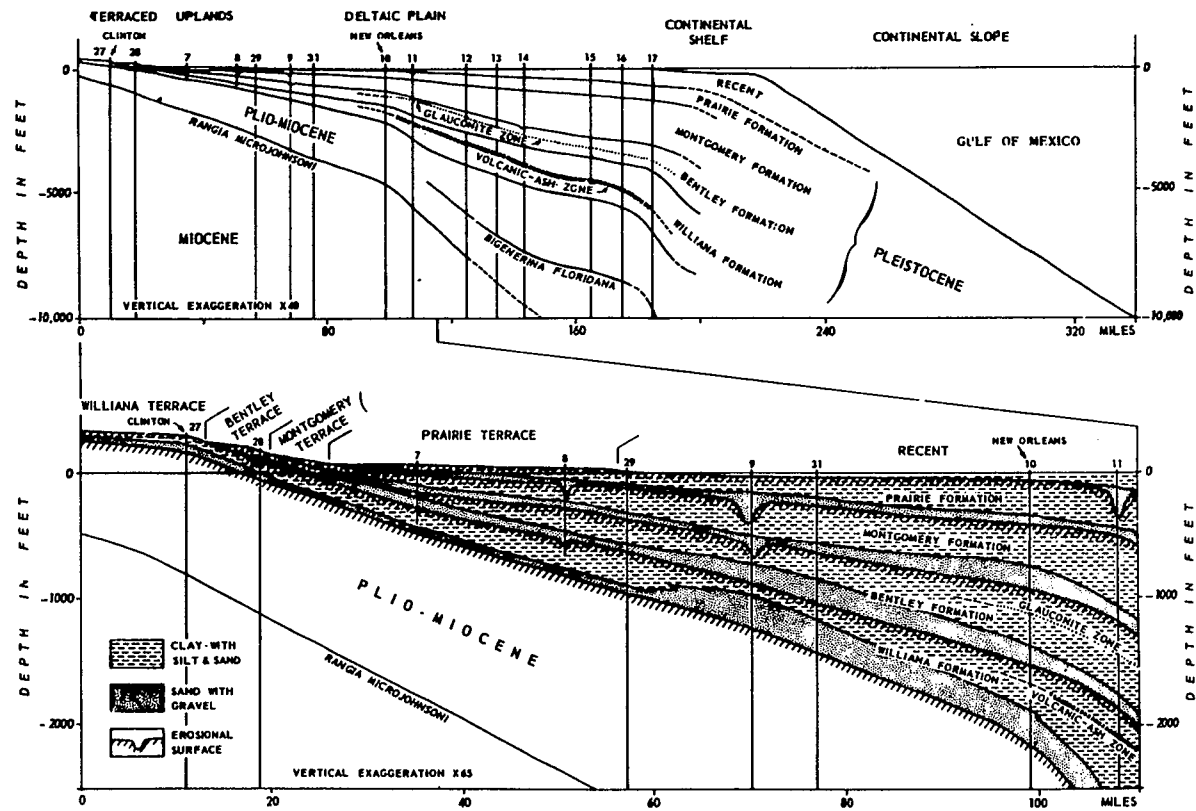 TERRACED UPLANDS
DELTAIC PLAIN
CONTINENTAL
SHELF
CONTINENTAL SLOPE
CLINTON
NEW ORLEANS
27 28 7 8 29 9 31 10 11 12 13 14 15 16 17
0
-5000
-10,000
DEPTH IN FEET
RECENT
PRAIRIE FORMATION
MONTGOMERY FORMATION
BENTLEY FORMATION
WILLIANA FORMATION
PLEISTOCENE
GULF OF MEXICO
GLAUCONITE ZONE
VOLCANIC-ASH ZONE
PLIO-MIOCENE
RANGIA MICROJOHNSONI
MIOCENE
BIGENERINA FLORIDANA
VERTICAL EXAGGERATION X40
0
-5000
-10,000
DEPTH IN FEET
0 80 160 240 320 MILES
WILLIANA TERRACE
CLINTON
BENTLEY
TERRACE
MONTGOMERY
TERRACE
PRAIRIE TERRACE
RECENT
NEW ORLEANS
27 28 7 8 29 9 31 10 11
0
-1000
-2000
DEPTH IN FEET
PRAIRIE FORMATION
MONTGOMERY FORMATION
BENTLEY FORMATION
GLAUCONITE ZONE
WILLIANA FORMATION
VOLCANIC-ASH ZONE
PLIO-MIOCENE
RANGIA MICROJOHNSONI
CLAY-WITH
SILT & SAND
SAND WITH
GRAVEL
EROSIONAL
SURFACE
VERTICAL EXAGGERATION X65
0
-1000
-2000
DEPTH IN FEET
0 20 40 60 80 100 MILES